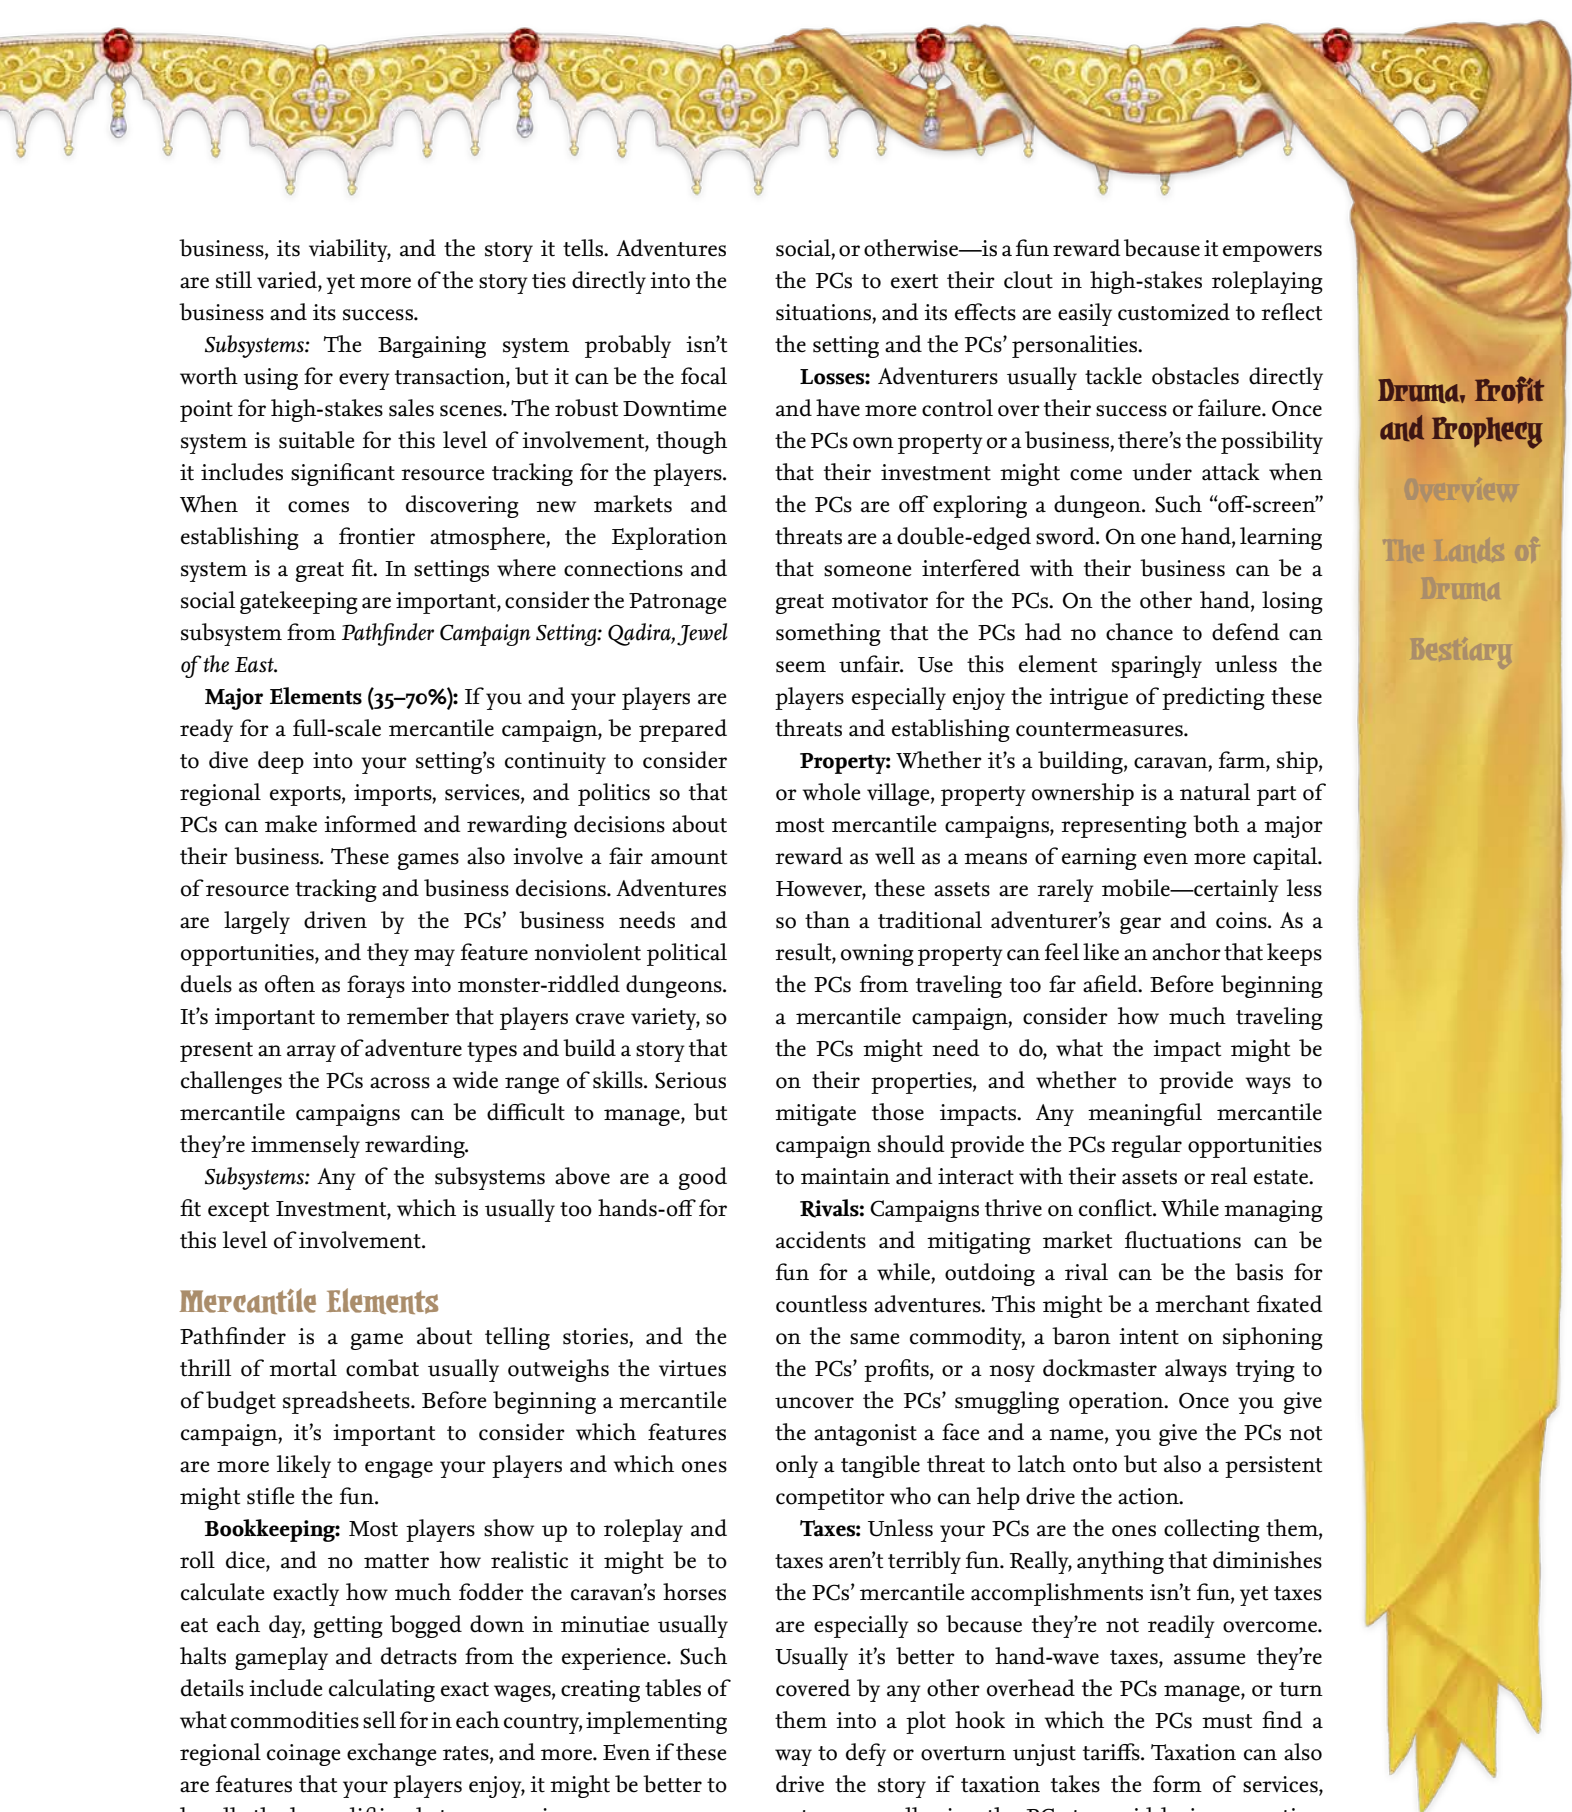 business, its viability, and the story it tells. Adventures
are still varied, yet more of the story ties directly into the
business and its success.
Subsystems: The Bargaining system probably isn't
worth using for every transaction, but it can be the focal
point for high-stakes sales scenes. The robust Downtime
system is suitable for this level of involvement, though
it includes significant resource tracking for the players.
When it comes to discovering new markets and
establishing a frontier atmosphere, the Exploration
system is a great fit. In settings where connections and
social gatekeeping are important, consider the Patronage
subsystem from Pathfinder Campaign Setting: Qadira, Jewel
of the East.
Major Elements (35–70%): If you and your players are
ready for a full-scale mercantile campaign, be prepared
to dive deep into your setting's continuity to consider
regional exports, imports, services, and politics so that
PCs can make informed and rewarding decisions about
their business. These games also involve a fair amount
of resource tracking and business decisions. Adventures
are largely driven by the PCs' business needs and
opportunities, and they may feature nonviolent political
duels as often as forays into monster-riddled dungeons.
It's important to remember that players crave variety, so
present an array of adventure types and build a story that
challenges the PCs across a wide range of skills. Serious
mercantile campaigns can be difficult to manage, but
they're immensely rewarding.
Subsystems: Any of the subsystems above are a good
fit except Investment, which is usually too hands-off for
this level of involvement.
Mercantile Elements
Pathfinder is a game about telling stories, and the
thrill of mortal combat usually outweighs the virtues
of budget spreadsheets. Before beginning a mercantile
campaign, it's important to consider which features
are more likely to engage your players and which ones
might stifle the fun.
Bookkeeping: Most players show up to roleplay and
roll dice, and no matter how realistic it might be to
calculate exactly how much fodder the caravan's horses
eat each day, getting bogged down in minutiae usually
halts gameplay and detracts from the experience. Such
details include calculating exact wages, creating tables of
what commodities sell for in each country, implementing
regional coinage exchange rates, and more. Even if these
are features that your players enjoy, it might be better to
social, or otherwise—is a fun reward because it empowers
the PCs to exert their clout in high-stakes roleplaying
situations, and its effects are easily customized to reflect
the setting and the PCs' personalities.
Losses: Adventurers usually tackle obstacles directly
and have more control over their success or failure. Once
the PCs own property or a business, there's the possibility
that their investment might come under attack when
the PCs are off exploring a dungeon. Such “off-screen”
threats are a double-edged sword. On one hand, learning
that someone interfered with their business can be a
great motivator for the PCs. On the other hand, losing
something that the PCs had no chance to defend can
seem unfair. Use this element sparingly unless the
players especially enjoy the intrigue of predicting these
threats and establishing countermeasures.
Property: Whether it's a building, caravan, farm, ship,
or whole village, property ownership is a natural part of
most mercantile campaigns, representing both a major
reward as well as a means of earning even more capital.
However, these assets are rarely mobile—certainly less
so than a traditional adventurer's gear and coins. As a
result, owning property can feel like an anchor that keeps
the PCs from traveling too far afield. Before beginning
a mercantile campaign, consider how much traveling
the PCs might need to do, what the impact might be
on their properties, and whether to provide ways to
mitigate those impacts. Any meaningful mercantile
campaign should provide the PCs regular opportunities
to maintain and interact with their assets or real estate.
Rivals: Campaigns thrive on conflict. While managing
accidents and mitigating market fluctuations can be
fun for a while, outdoing a rival can be the basis for
countless adventures. This might be a merchant fixated
on the same commodity, a baron intent on siphoning
the PCs' profits, or a nosy dockmaster always trying to
uncover the PCs' smuggling operation. Once you give
the antagonist a face and a name, you give the PCs not
only a tangible threat to latch onto but also a persistent
competitor who can help drive the action.
Taxes: Unless your PCs are the ones collecting them,
taxes aren't terribly fun. Really, anything that diminishes
the PCs' mercantile accomplishments isn't fun, yet taxes
are especially so because they're not readily overcome.
Usually it's better to hand-wave taxes, assume they're
covered by any other overhead the PCs manage, or turn
them into a plot hook in which the PCs must find a
way to defy or overturn unjust tariffs. Taxation can also
drive the story if taxation takes the form of services,
Druma, Profit
and Prophecy
Overview
The Lands of
Druma
Bestiary